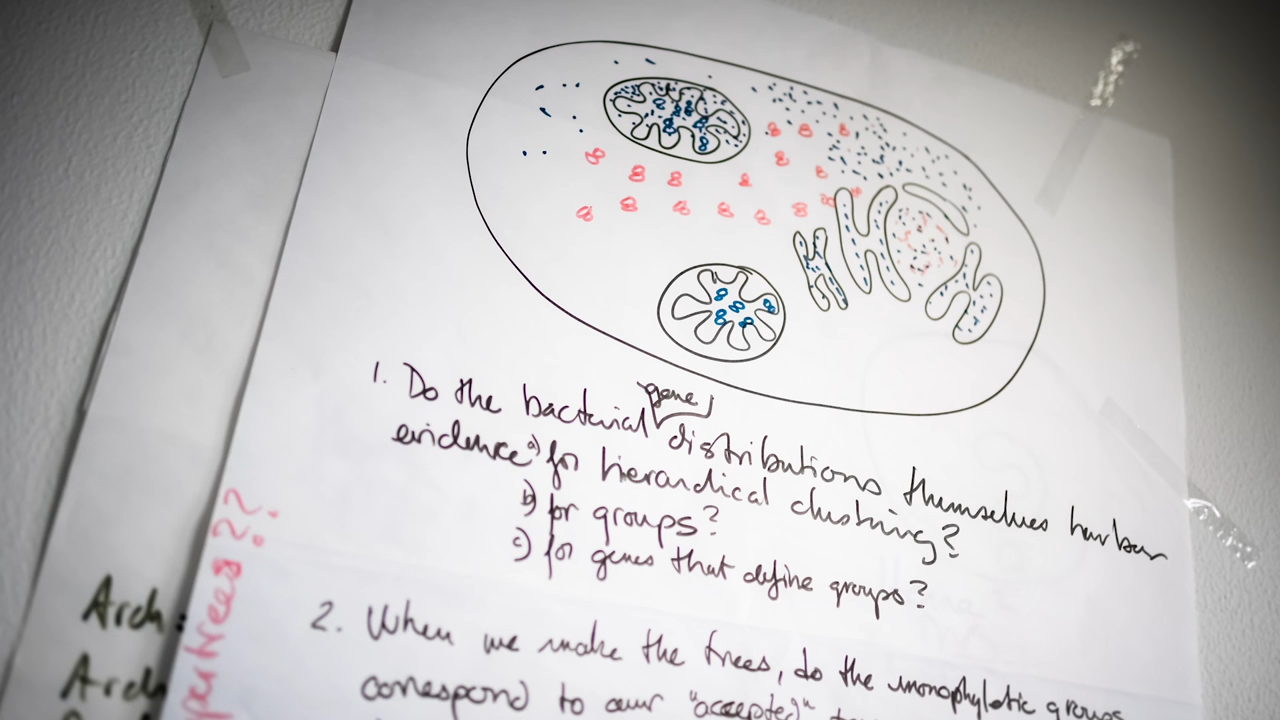 1. Do the bacterial gene distributions themselves harbor
evidence a) for hierarchical clustering?
b) for groups?
c) for genes that define groups?
2. When we make the trees, do the monophyletic groups
correspond to our "accepted"
pertrees??
Arch:
Arch